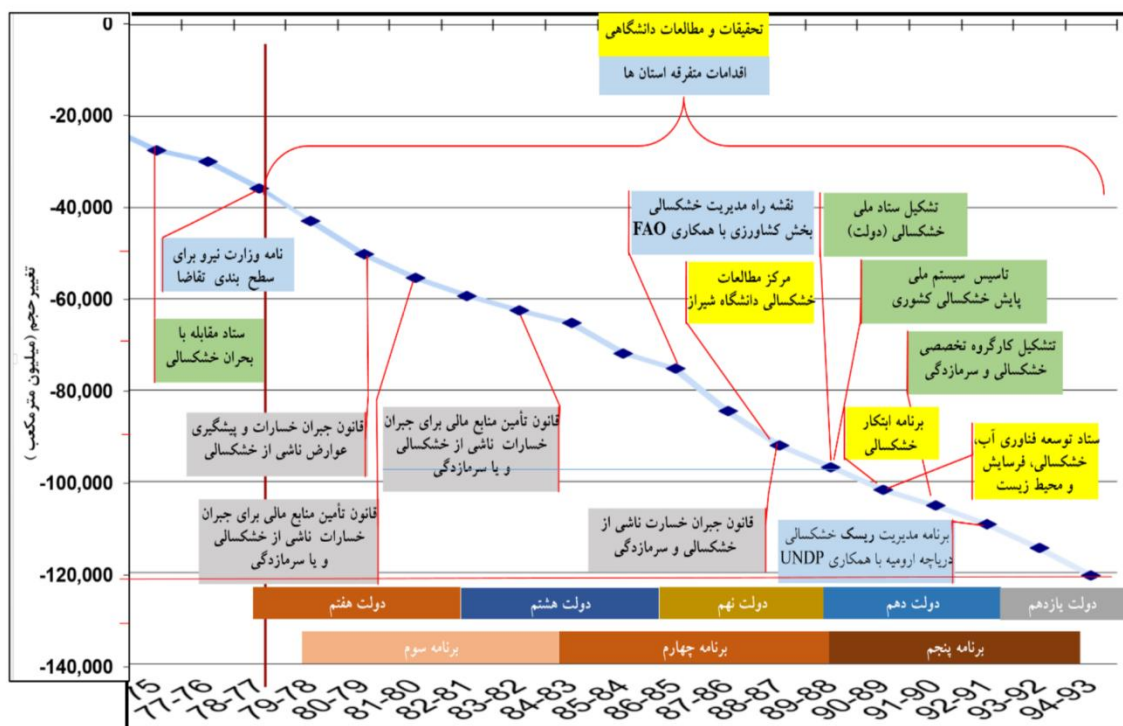 تحقیقات و مطالعات دانشگاهی
اقدامات متفرقه استان ها
تغییرحجم (میلیون مترمکعب )
0
-20,000
-40,000
-60,000
-80,000
-100,000
-120,000
-140,000
نامه وزارت نیرو برای
سطح بندی تقاضا
ستاد مقابله با
بحران خشکسالی
نقشه راه مدیریت خشکسالی
بخش کشاورزی با همکاری FAO
تشکیل ستاد ملی
خشکسالی (دولت)
مرکز مطالعات
خشکسالی دانشگاه شیراز
تاسیس سیستم ملی
پایش خشکسالی کشوری
تتشکیل کارگروه تخصصی
خشکسالی و سرمازدگی
برنامه ابتکار
خشکسالی
ستاد توسعه فناوری آب،
خشکسالی، فرسایش
و محیط زیست
قانون جبران خسارات و پیشگیری
عوارض ناشی از خشکسالی
قانون تأمین منابع مالی برای جبران
خسارات ناشی از خشکسالی
و یا سرمازدگی
قانون تأمین منابع مالی برای جبران
خسارات ناشی از خشکسالی
و یا سرمازدگی
قانون جبران خسارت ناشی از
خشکسالی و سرمازدگی
برنامه مدیریت ریسک خشکسالی
دریاچه ارومیه با همکاری UNDP
دولت هفتم
دولت هشتم
دولت نهم
دولت دهم
دولت یازدهم
برنامه سوم
برنامه چهارم
برنامه پنجم
77-76
78-77
79-78
80-79
81-80
82-81
83-82
84-83
85-84
86-85
87-86
88-87
89-88
90-89
91-90
92-91
93-92
94-93